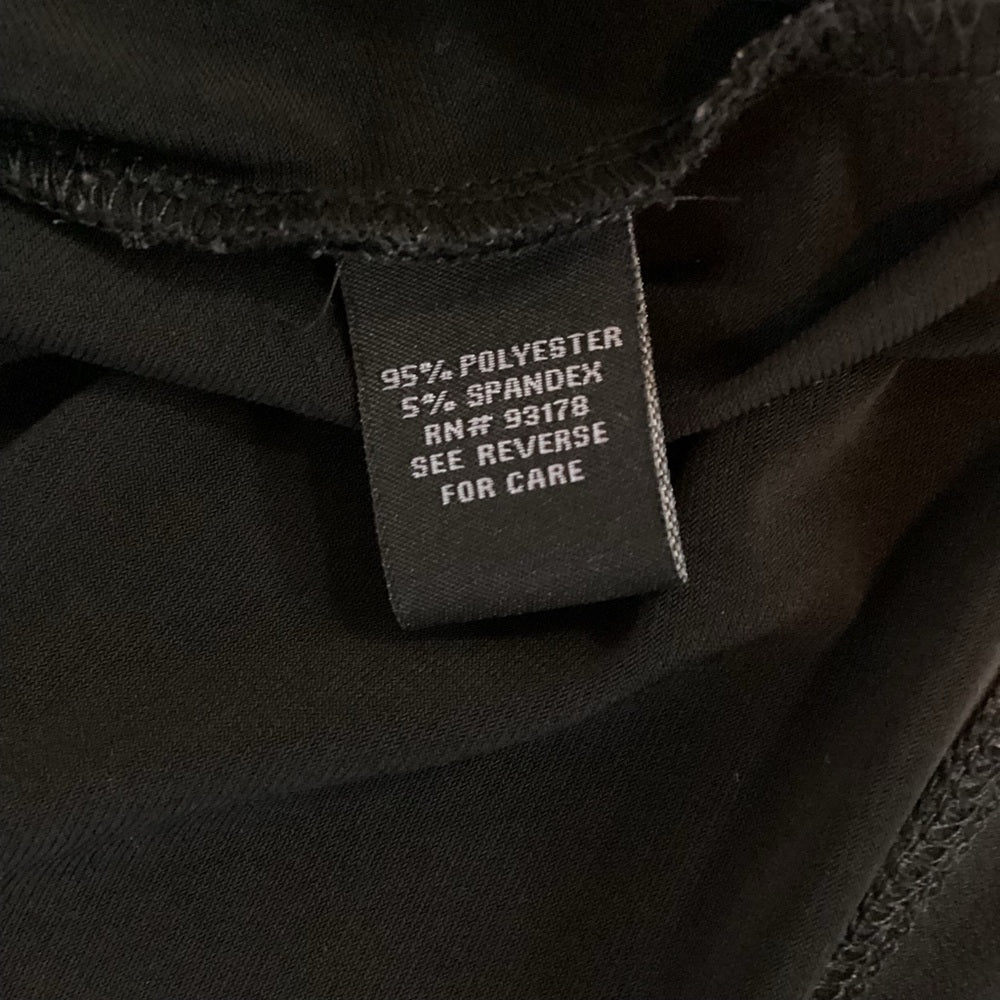 95% POLYESTER
5% SPANDEX
RN# 93178
SEE REVERSE
FOR CARE